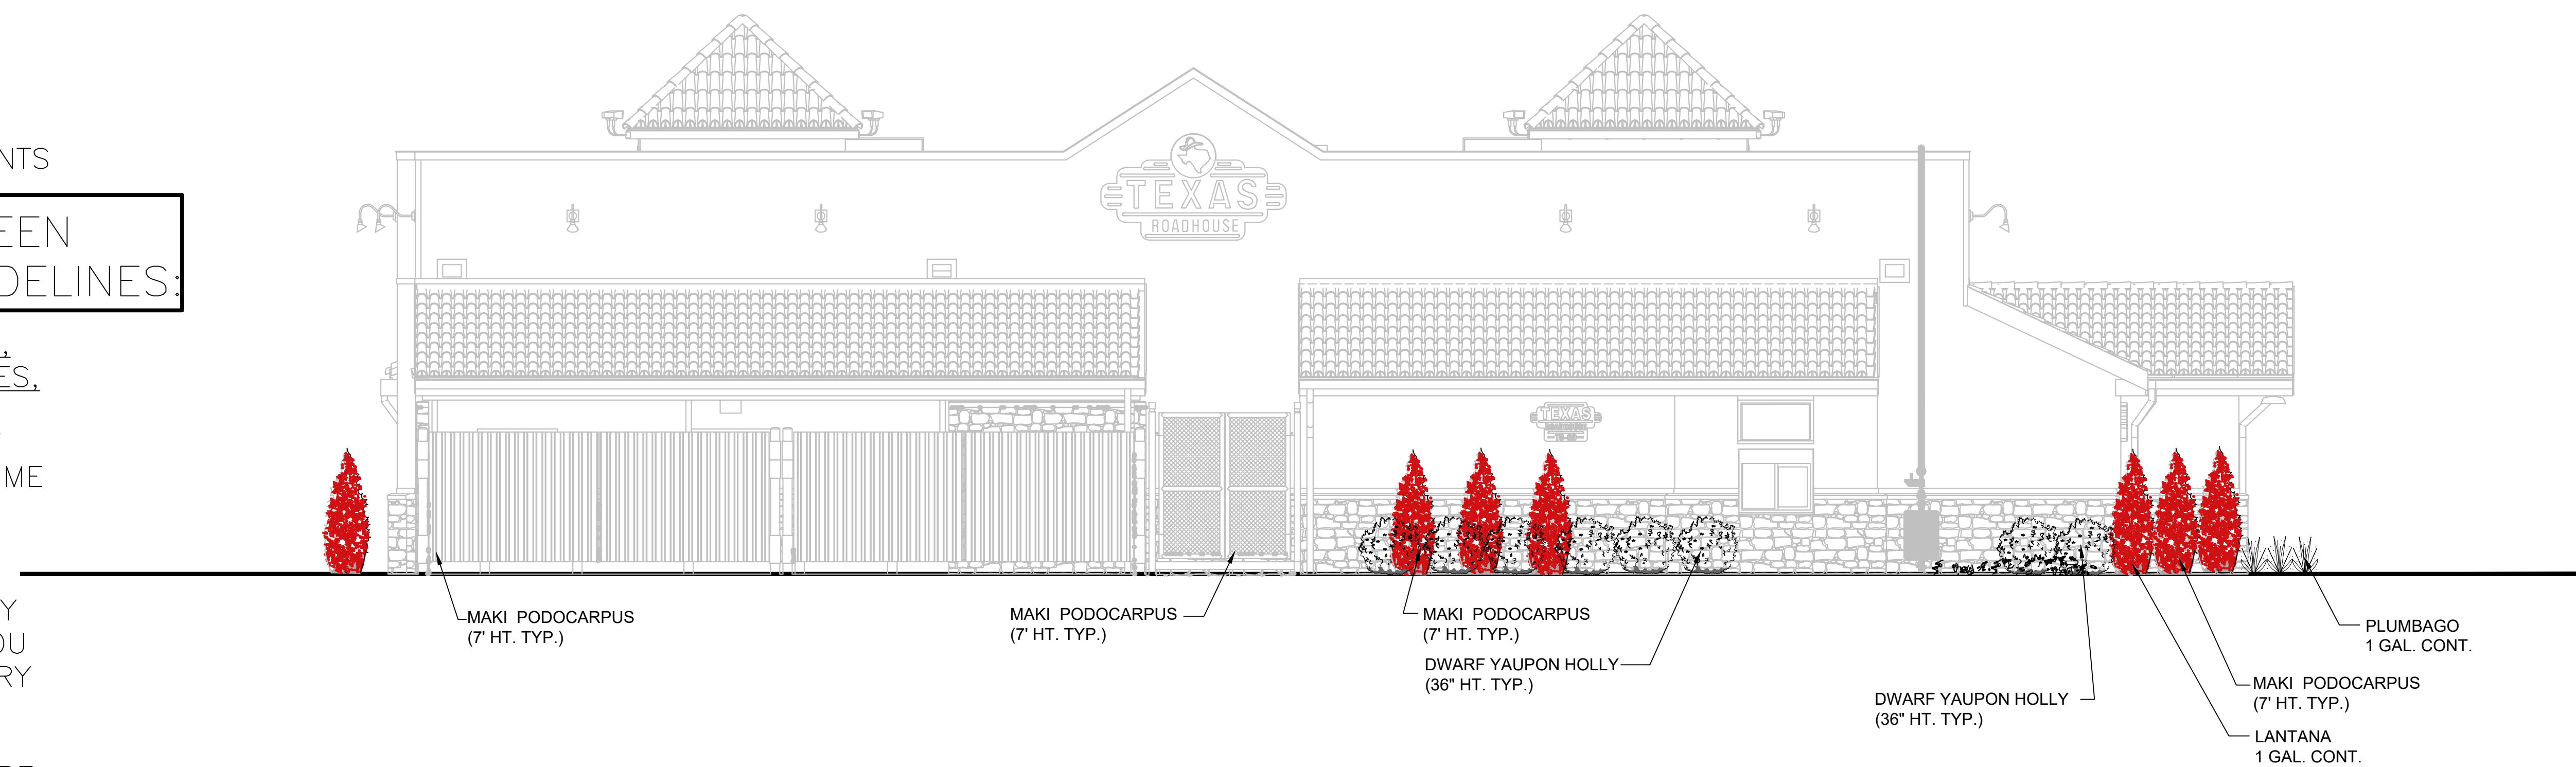 NTS
EEN
DELINES:
,
ES,
ME
Y
OU
RY
TEXAS
ROADHOUSE
TEXAS
ROADHOUSE
MAKI PODOCARPUS
(7' HT. TYP.)
MAKI PODOCARPUS
(7' HT. TYP.)
MAKI PODOCARPUS
(7' HT. TYP.)
DWARF YAUPON HOLLY
(36" HT. TYP.)
DWARF YAUPON HOLLY
(36" HT. TYP.)
PLUMBAGO
1 GAL. CONT.
MAKI PODOCARPUS
(7' HT. TYP.)
LANTANA
1 GAL. CONT.